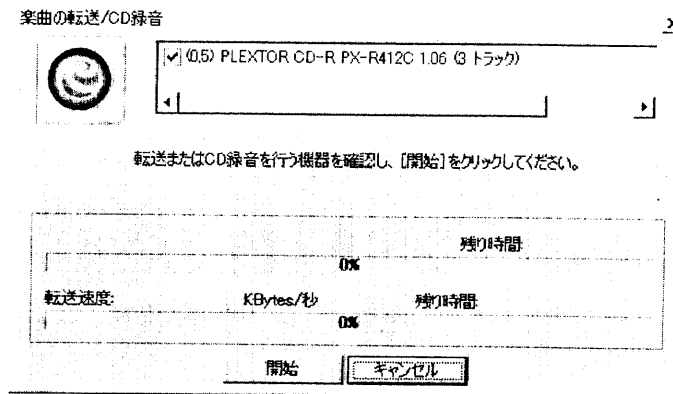 楽曲の転送/CD録音
(0,5) PLEXTOR CD-R PX-R412C 1.06 (3 トラック)
転送またはCD録音を行う機器を確認し、[開始]をクリックしてください。
残り時間:
0%
転送速度: KBytes/秒 残り時間:
0%
開始 キャンセル